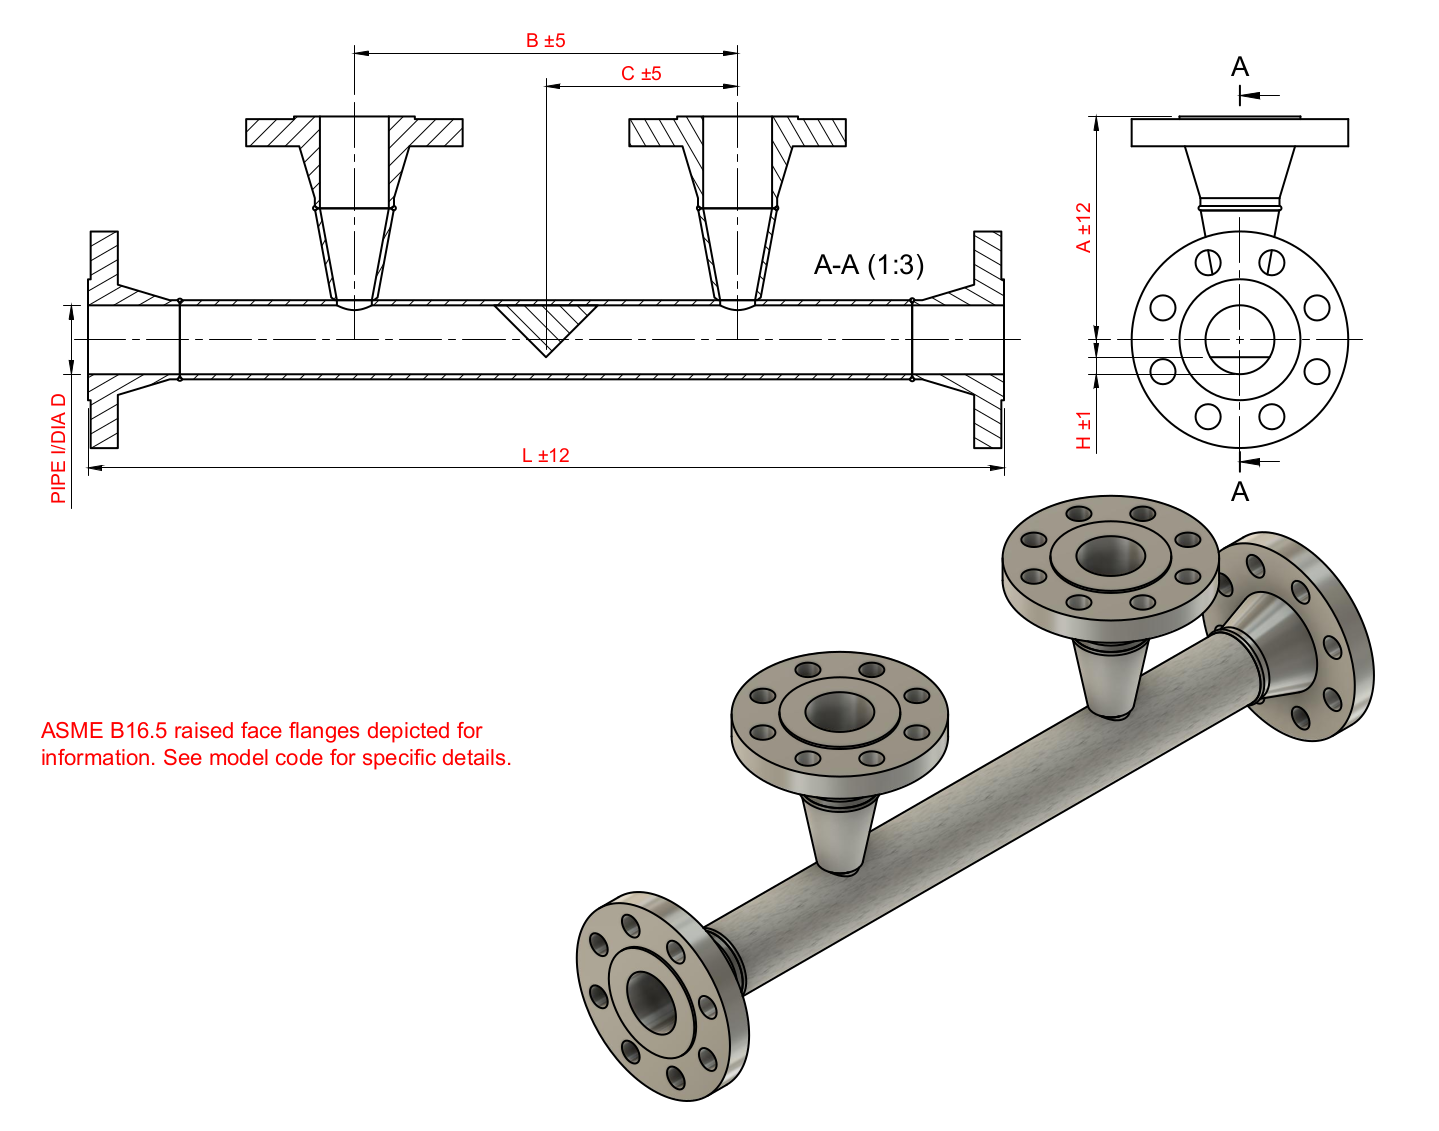 B ±5
C ±5
A
A ±12
A-A (1:3)
PIPE I/DIA D
H ±1
L ±12
A
ASME B16.5 raised face flanges depicted for
information. See model code for specific details.